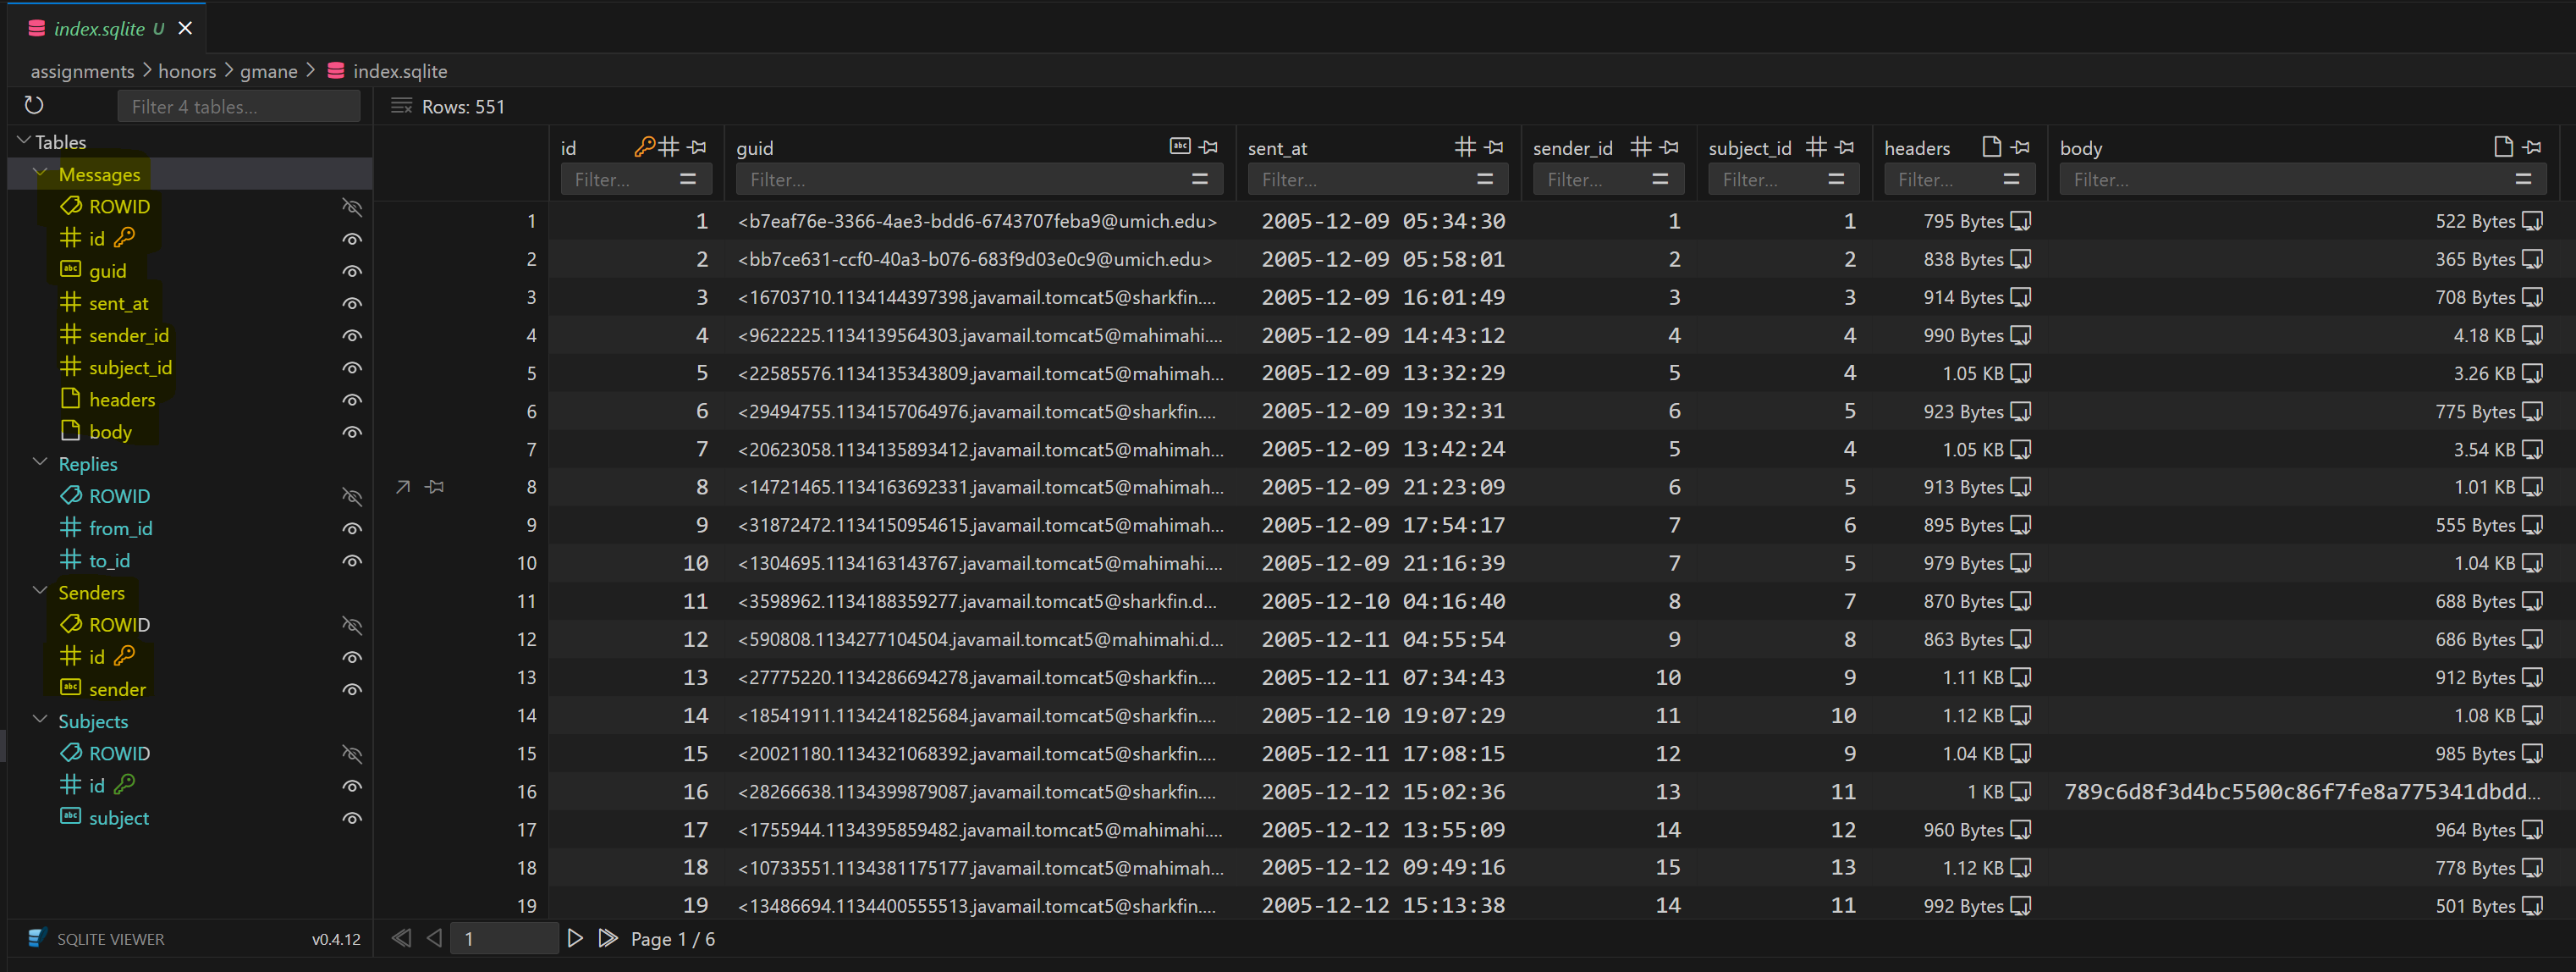 index.sqlite U
assignments > honors > gmane > index.sqlite
Filter 4 tables...
Rows: 551
Tables
Messages
ROWID
id
guid
sent_at
sender_id
subject_id
headers
body
Replies
ROWID
from_id
to_id
Senders
ROWID
id
sender
Subjects
ROWID
id
subject
id guid sent_at sender_id subject_id headers body
Filter... Filter... Filter... Filter... Filter... Filter... Filter...
1 1 <b7eaf76e-3366-4ae3-bdd6-6743707feba9@umich.edu> 2005-12-09 05:34:30 1 1 795 Bytes 522 Bytes
2 2 <bb7ce631-ccf0-40a3-b076-683f9d03e0c9@umich.edu> 2005-12-09 05:58:01 2 2 838 Bytes 365 Bytes
3 3 <16703710.1134144397398.javamail.tomcat5@sharkfin.... 2005-12-09 16:01:49 3 3 914 Bytes 708 Bytes
4 4 <9622225.1134139564303.javamail.tomcat5@mahimahi.... 2005-12-09 14:43:12 4 4 990 Bytes 4.18 KB
5 5 <22585576.1134135343809.javamail.tomcat5@mahimah... 2005-12-09 13:32:29 5 4 1.05 KB 3.26 KB
6 6 <29494755.1134157064976.javamail.tomcat5@sharkfin.... 2005-12-09 19:32:31 6 5 923 Bytes 775 Bytes
7 7 <20623058.1134135893412.javamail.tomcat5@mahimah... 2005-12-09 13:42:24 5 4 1.05 KB 3.54 KB
8 8 <14721465.1134163692331.javamail.tomcat5@mahimah... 2005-12-09 21:23:09 6 5 913 Bytes 1.01 KB
9 9 <31872472.1134150954615.javamail.tomcat5@mahimah... 2005-12-09 17:54:17 7 6 895 Bytes 555 Bytes
10 10 <1304695.1134163143767.javamail.tomcat5@mahimahi.... 2005-12-09 21:16:39 7 5 979 Bytes 1.04 KB
11 11 <3598962.1134188359277.javamail.tomcat5@sharkfin.d... 2005-12-10 04:16:40 8 7 870 Bytes 688 Bytes
12 12 <590808.1134277104504.javamail.tomcat5@mahimahi.d... 2005-12-11 04:55:54 9 8 863 Bytes 686 Bytes
13 13 <27775220.1134286694278.javamail.tomcat5@sharkfin.... 2005-12-11 07:34:43 10 9 1.11 KB 912 Bytes
14 14 <18541911.1134241825684.javamail.tomcat5@sharkfin.... 2005-12-10 19:07:29 11 10 1.12 KB 1.08 KB
15 15 <20021180.1134321068392.javamail.tomcat5@sharkfin.... 2005-12-11 17:08:15 12 9 1.04 KB 985 Bytes
16 16 <28266638.1134399879087.javamail.tomcat5@sharkfin.... 2005-12-12 15:02:36 13 11 1 KB 789c6d8f3d4bc5500c86f7fe8a775341dbdd...
17 17 <1755944.1134395859482.javamail.tomcat5@mahimahi.... 2005-12-12 13:55:09 14 12 960 Bytes 964 Bytes
18 18 <10733551.1134381175177.javamail.tomcat5@mahimah... 2005-12-12 09:49:16 15 13 1.12 KB 778 Bytes
19 19 <13486694.1134400555513.javamail.tomcat5@sharkfin.... 2005-12-12 15:13:38 14 11 992 Bytes 501 Bytes
SQLITE VIEWER v0.4.12
1 Page 1 / 6